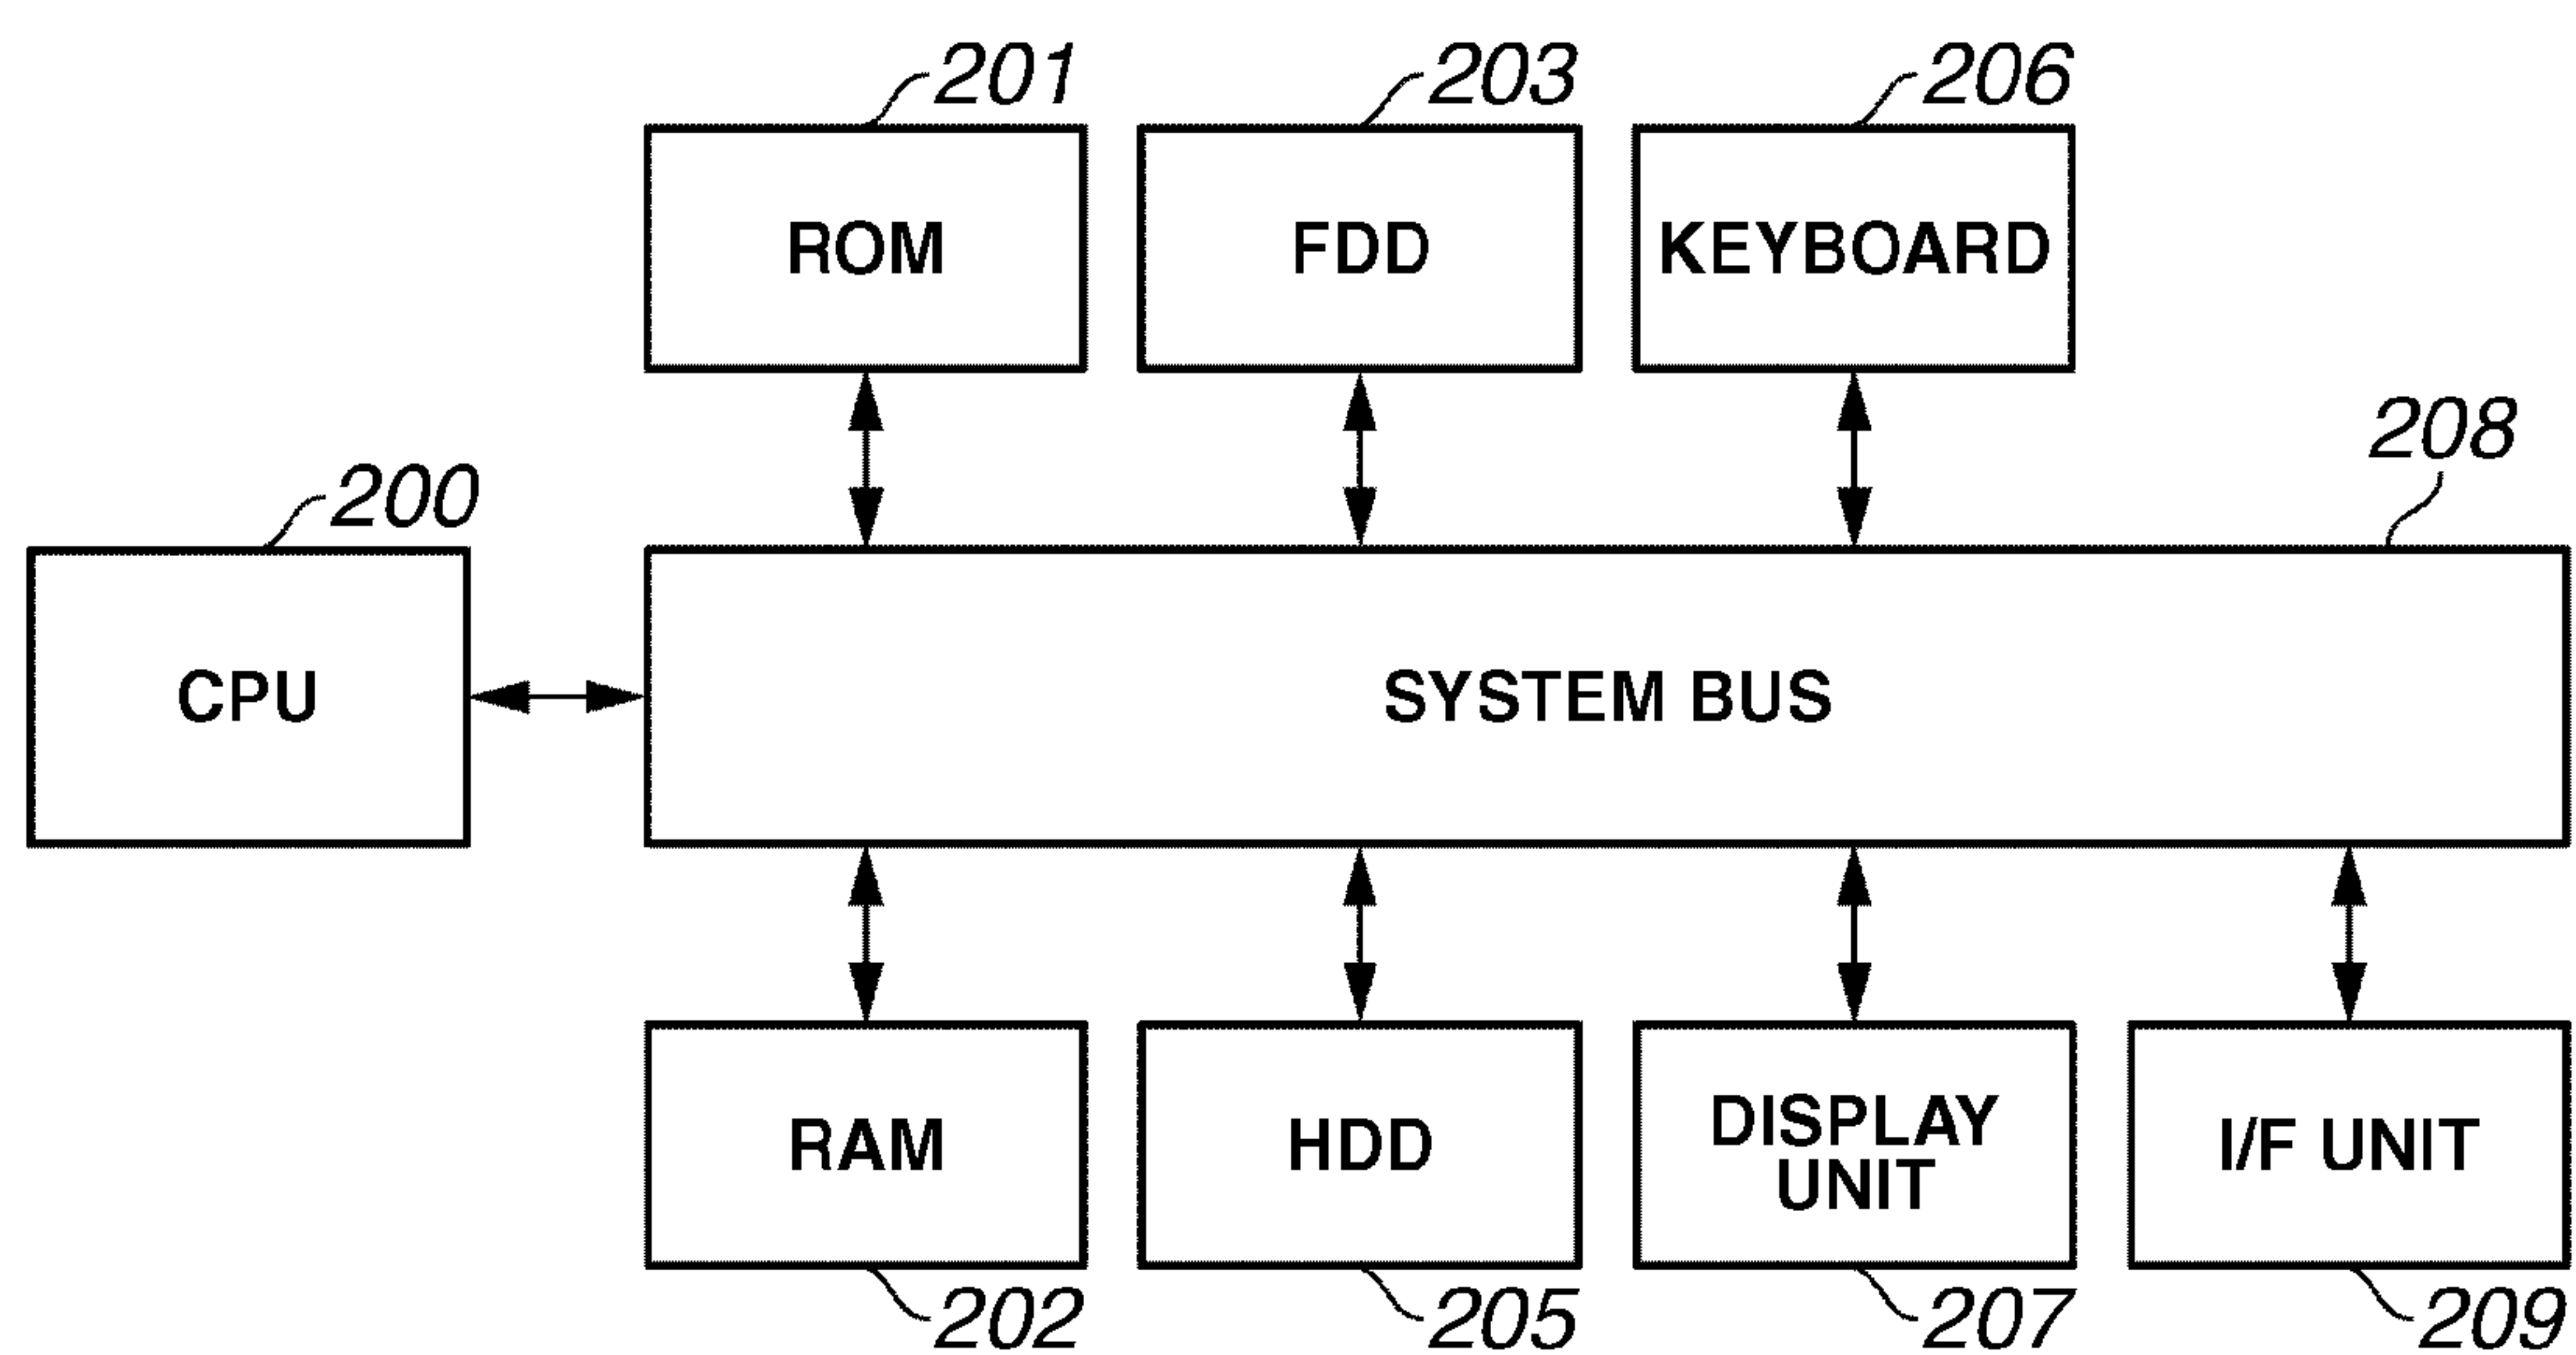 201
203
206
ROM
FDD
KEYBOARD
208
200
CPU
SYSTEM BUS
RAM
HDD
DISPLAY
UNIT
I/F UNIT
202
205
207
209